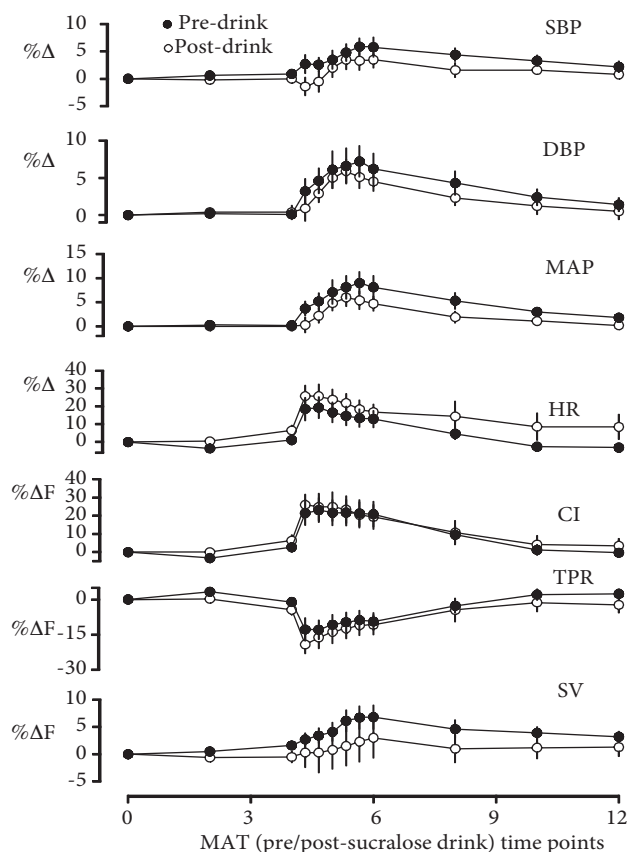 Pre-drink
Post-drink
SBP
%Δ
10
5
0
-5
DBP
%Δ
10
5
0
MAP
%Δ
15
10
5
0
HR
%Δ
40
30
20
10
0
CI
%ΔF
40
30
20
10
0
TPR
%ΔF
0
-15
-30
SV
%ΔF
10
5
0
-5
0 3 6 9 12
MAT (pre/post-sucralose drink) time points